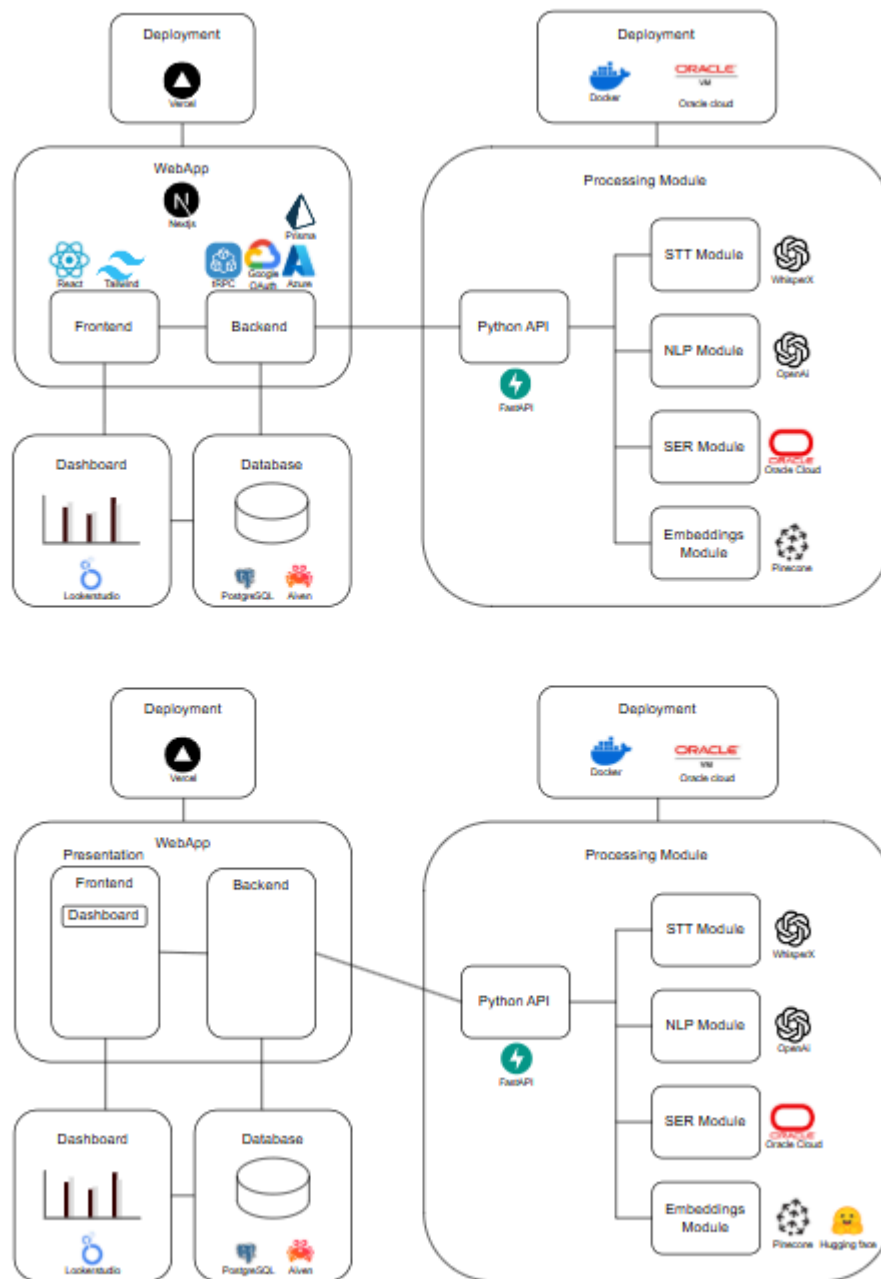 Deployment
Vercel
Deployment
Docker
ORACLE
VM
Oracle cloud
WebApp
Nextjs
Prisma
React
Tailwind
tRPC
Google
OAuth
Azure
Frontend
Backend
Processing Module
Python API
FastAPI
STT Module
WhisperX
NLP Module
OpenAI
SER Module
ORACLE
Oracle Cloud
Embeddings
Module
Pinecone
Dashboard
Lookerstudio
Database
PostgreSQL
Aiven
Deployment
Vercel
Deployment
Docker
ORACLE
VM
Oracle cloud
WebApp
Presentation
Frontend
Dashboard
Backend
Processing Module
Python API
FastAPI
STT Module
WhisperX
NLP Module
OpenAI
SER Module
ORACLE
Oracle Cloud
Embeddings
Module
Pinecone
Hugging face
Dashboard
Lookerstudio
Database
PostgreSQL
Aiven